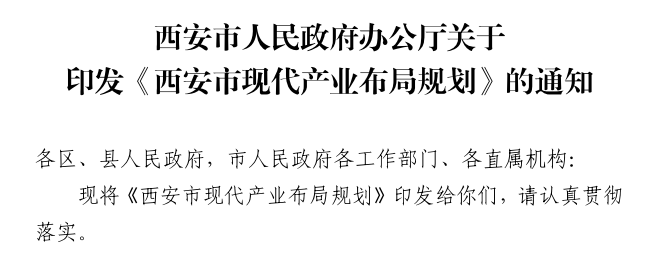 西安市人民政府办公厅关于
印发《西安市现代产业布局规划》的通知
各区、县人民政府，市人民政府各工作部门、各直属机构：
现将《西安市现代产业布局规划》印发给你们，请认真贯彻
落实。